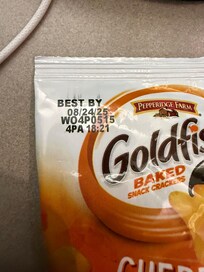 BEST BY
08/24/25
WO4P0515
4PA 18:21
PEPPERIDGE FARM
Goldfis
BAKED
SNACK CRACKERS